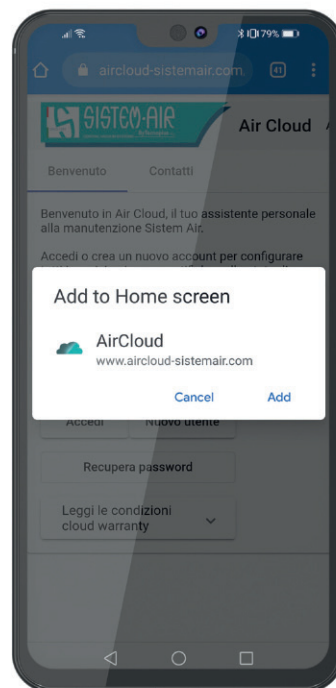 79%
aircloud-sistemair.com
41
SISTEM-AIR
Air Cloud
Benvenuto Contatti
Benvenuto in Air Cloud, il tuo assistente personale
alla manutenzione Sistem Air.
Accedi o crea un nuovo account per configurare
Add to Home screen
AirCloud
www.aircloud-sistemair.com
Cancel Add
Accedi Nuovo utente
Recupera password
Leggi le condizioni
cloud warranty